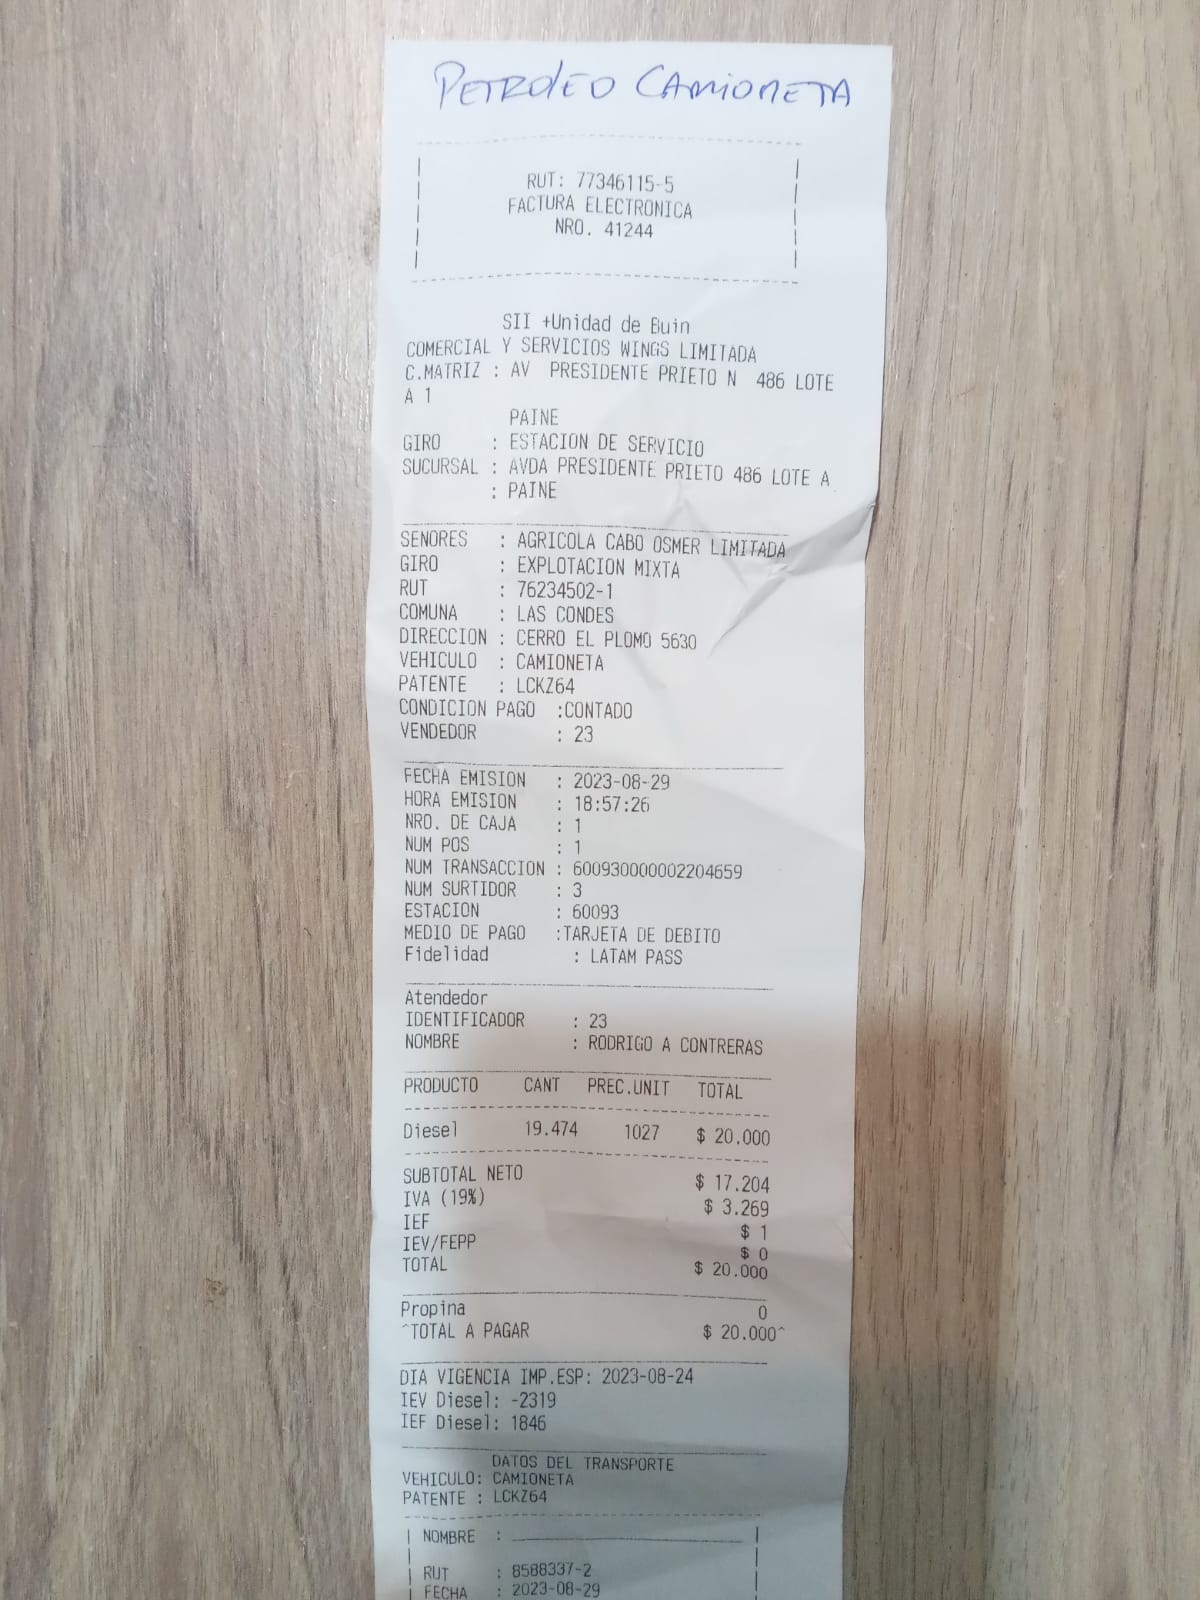 PETROLEO CAMIONETA
RUT: 77346115-5
FACTURA ELECTRONICA
NRO. 41244
SII +Unidad de Buin
COMERCIAL Y SERVICIOS WINGS LIMITADA
C.MATRIZ : AV PRESIDENTE PRIETO N 486 LOTE
A 1
PAINE
GIRO : ESTACION DE SERVICIO
SUCURSAL : AVDA PRESIDENTE PRIETO 486 LOTE A
: PAINE
SENORES : AGRICOLA CABO OSMER LIMITADA
GIRO : EXPLOTACION MIXTA
RUT : 76234502-1
COMUNA : LAS CONDES
DIRECCION : CERRO EL PLOMO 5630
VEHICULO : CAMIONETA
PATENTE : LCKZ64
CONDICION PAGO :CONTADO
VENDEDOR : 23
FECHA EMISION : 2023-08-29
HORA EMISION : 18:57:26
NRO. DE CAJA : 1
NUM POS : 1
NUM TRANSACCION : 600930000002204659
NUM SURTIDOR : 3
ESTACION : 60093
MEDIO DE PAGO :TARJETA DE DEBITO
Fidelidad : LATAM PASS
Atendedor
IDENTIFICADOR : 23
NOMBRE : RODRIGO A CONTRERAS
PRODUCTO CANT PREC.UNIT TOTAL
Diesel 19.474 1027 $ 20.000
SUBTOTAL NETO $ 17.204
IVA (19%) $ 3.269
IEF $ 1
IEV/FEPP $ 0
TOTAL $ 20.000
Propina 0
^TOTAL A PAGAR $ 20.000^
DIA VIGENCIA IMP.ESP: 2023-08-24
IEV Diesel: -2319
IEF Diesel: 1846
DATOS DEL TRANSPORTE
VEHICULO: CAMIONETA
PATENTE : LCKZ64
NOMBRE :
RUT : 8588337-2
FECHA : 2023-08-29